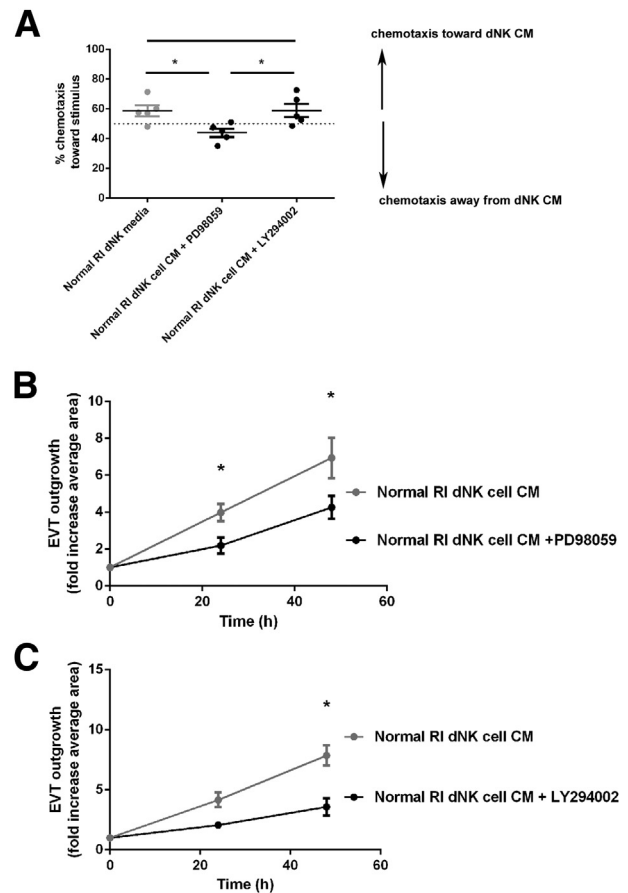 A
% chemotaxis
toward stimulus
100
80
60
40
20
0
*
*
Normal RI dNK media
Normal RI dNK cell CM + PD98059
Normal RI dNK cell CM + LY294002
chemotaxis toward dNK CM
chemotaxis away from dNK CM
B
EVT outgrowth
(fold increase average area)
10
8
6
4
2
0
*
*
0
20
40
60
Time (h)
Normal RI dNK cell CM
Normal RI dNK cell CM +PD98059
C
EVT outgrowth
(fold increase average area)
15
10
5
0
*
0
20
40
60
Time (h)
Normal RI dNK cell CM
Normal RI dNK cell CM + LY294002